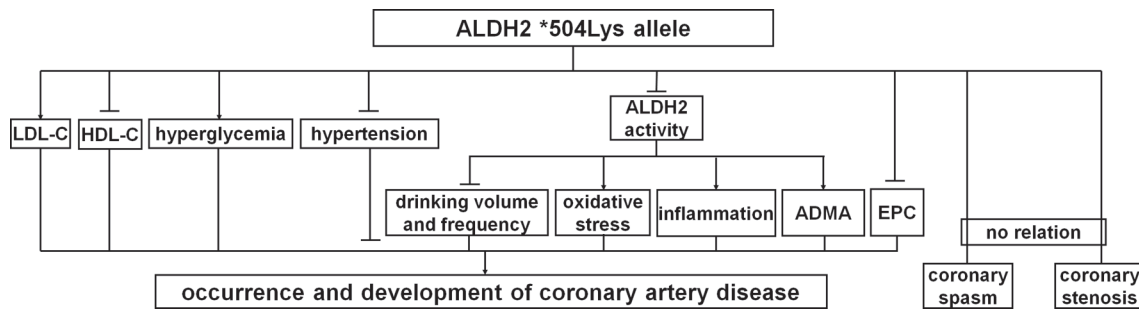 ALDH2 *504Lys allele
LDL-C
HDL-C
hyperglycemia
hypertension
ALDH2
activity
drinking volume
and frequency
oxidative
stress
inflammation
ADMA
EPC
no relation
occurrence and development of coronary artery disease
coronary
spasm
coronary
stenosis